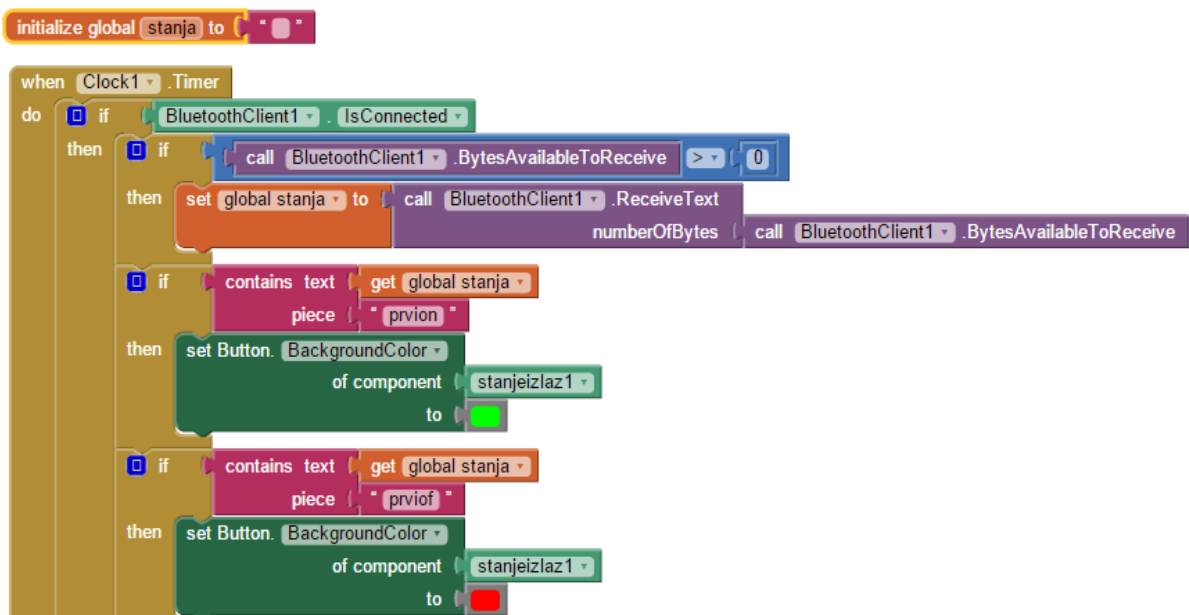 initialize global stanja to " "
when Clock1 .Timer
do if BluetoothClient1 . IsConnected
then if call BluetoothClient1 .BytesAvailableToReceive > 0
then set global stanja to call BluetoothClient1 .ReceiveText
numberOfBytes call BluetoothClient1 .BytesAvailableToReceive
if contains text get global stanja
piece " prvion "
then set Button. BackgroundColor
of component stanjeizlaz1
to
if contains text get global stanja
piece " prviof "
then set Button. BackgroundColor
of component stanjeizlaz1
to